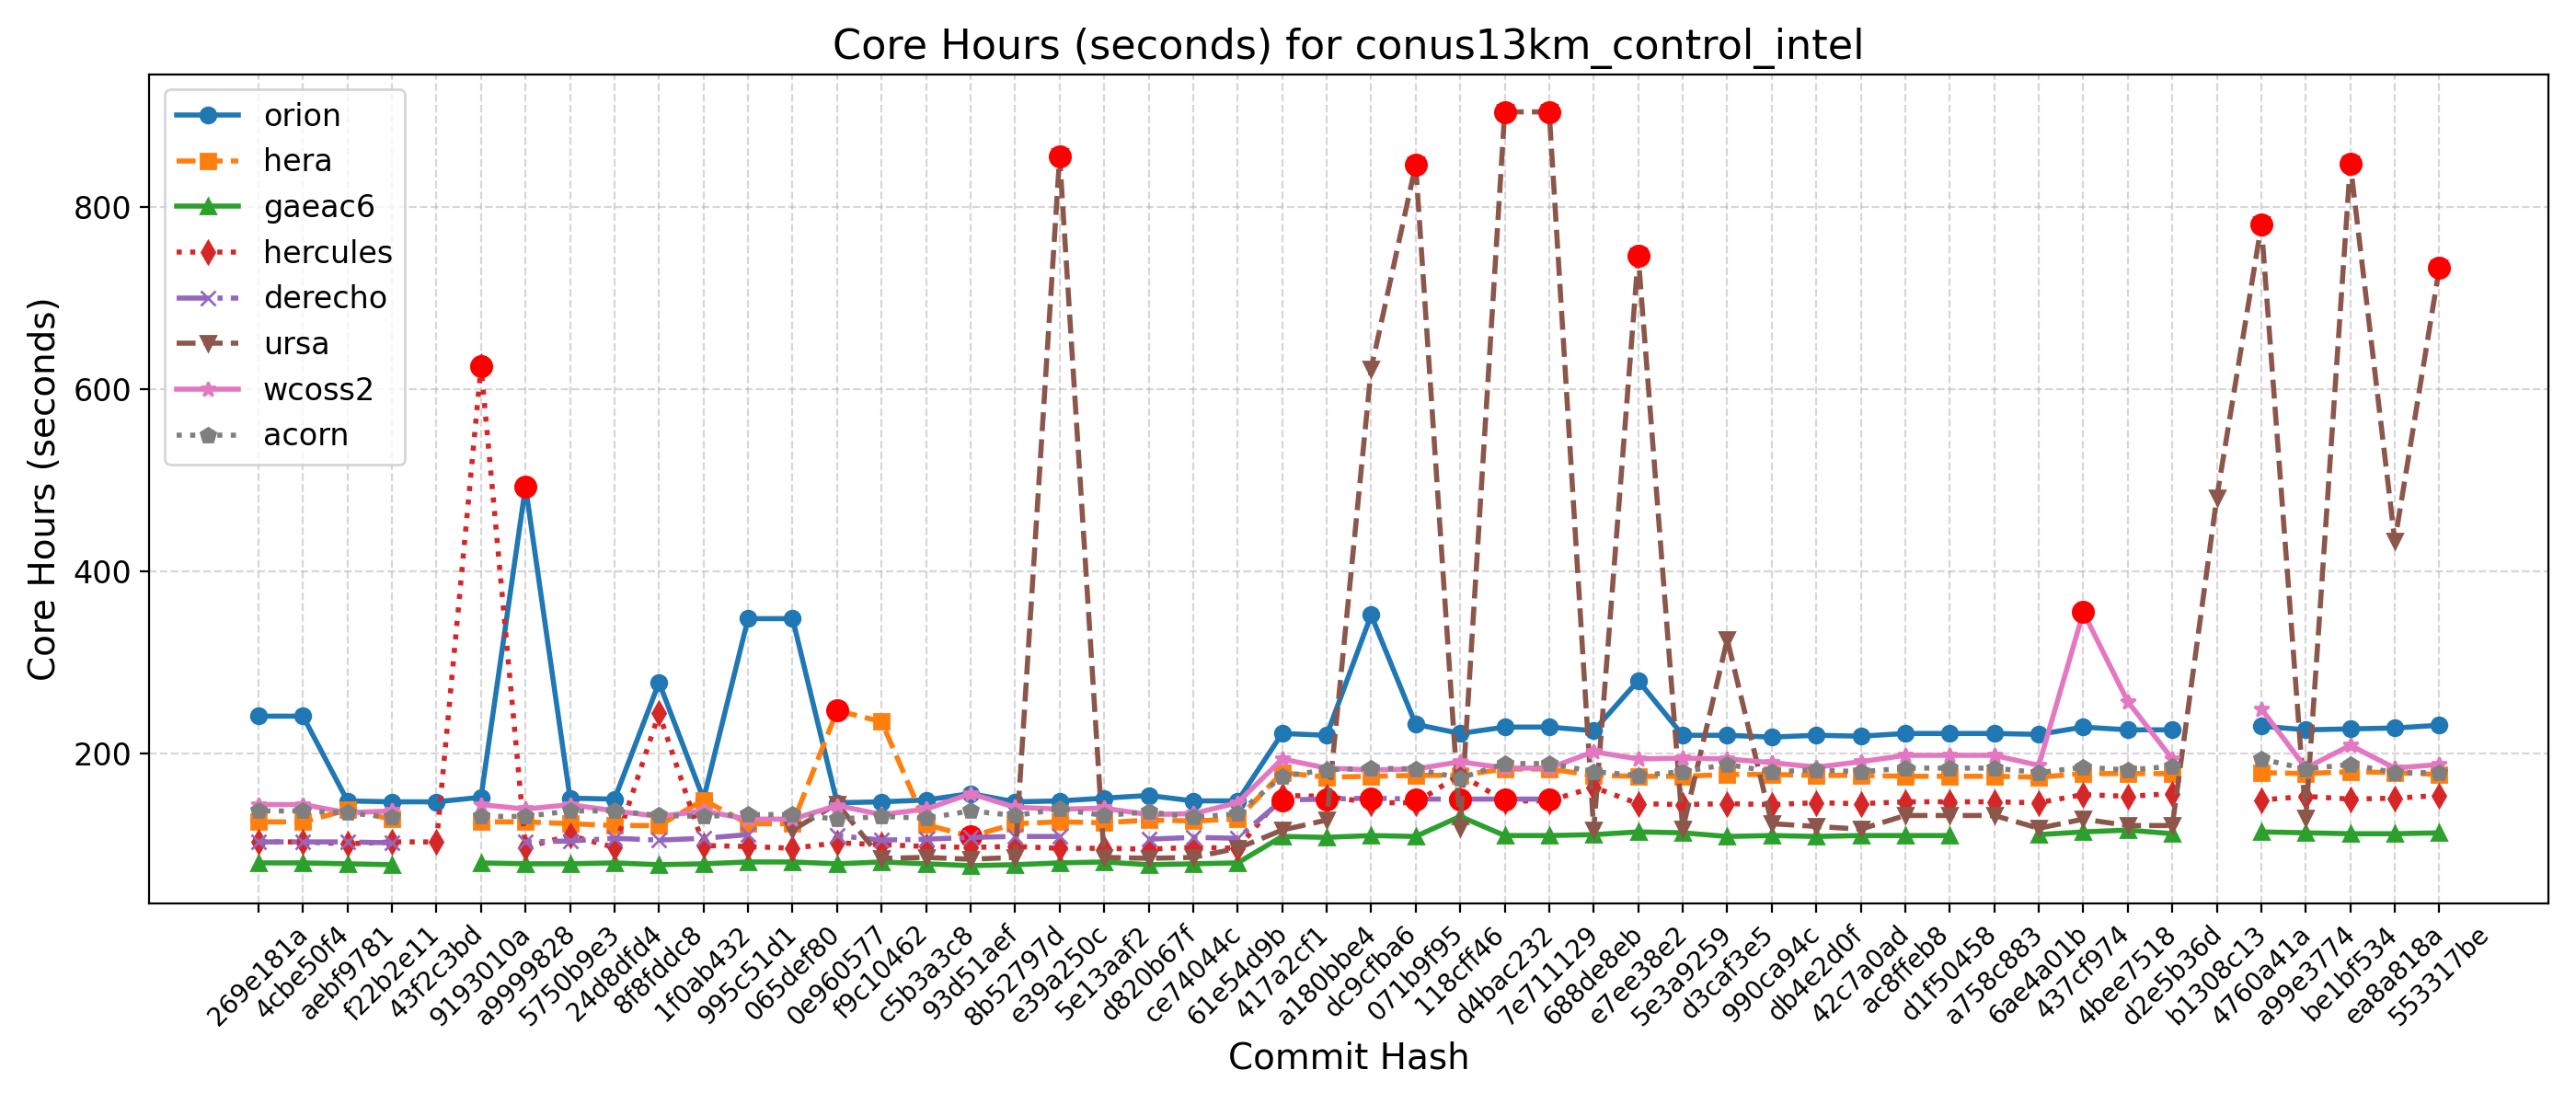 Core Hours (seconds) for conus13km_control_intel
orion
hera
gaeac6
hercules
derecho
ursa
wcoss2
acorn
Core Hours (seconds)
800
600
400
200
269e181a
4cbe50f4
aebf9781
f22b2e11
43f2c3bd
9193010a
a9999828
5750b9e3
24d8dfd4
8f8fddc8
1f0ab432
995c51d1
065def80
0e960577
f9c10462
c5b3a3c8
93d51aef
8b52797d
e39a250c
5e13aaf2
d820b67f
ce74044c
61e54d9b
417a2cf1
a180bbe4
dc9cfba6
071b9f95
118cff46
d4bac232
7e711129
688de8eb
e7ee38e2
5e3a9259
d3caf3e5
990ca94c
db4e2d0f
42c7a0ad
ac8ffeb8
d1f50458
a758c883
6ae4a01b
437cf974
4bee7518
d2e5b36d
b1308c13
4760a41a
a99e3774
be1bf534
ea8a818a
553317be
Commit Hash